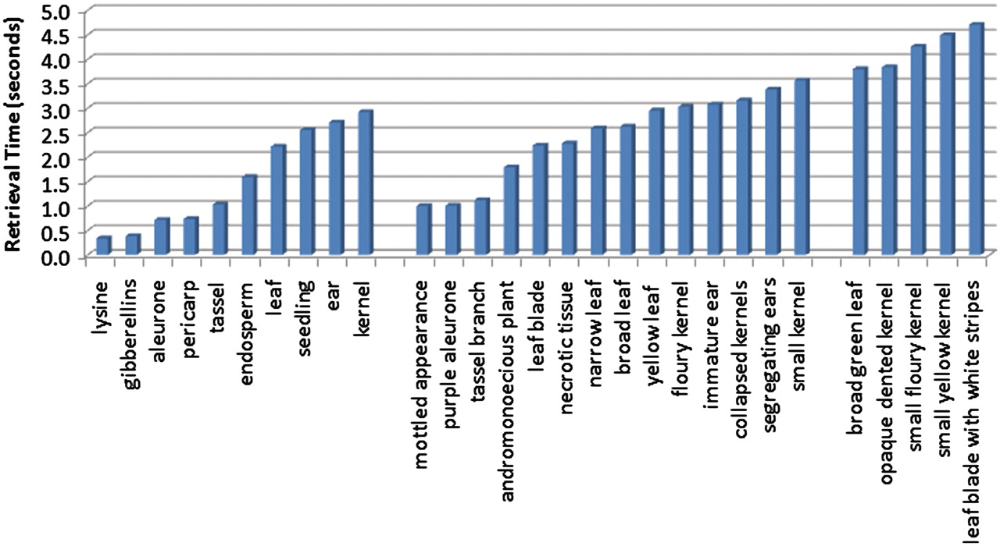 Retrieval Time (seconds)
5.0
4.5
4.0
3.5
3.0
2.5
2.0
1.5
1.0
0.5
0.0
lysine
gibberellins
aleurone
pericarp
tassel
endosperm
leaf
seedling
ear
kernel
mottled appearance
purple aleurone
tassel branch
andromonoecious plant
leaf blade
necrotic tissue
narrow leaf
broad leaf
yellow leaf
floury kernel
immature ear
collapsed kernels
segregating ears
small kernel
broad green leaf
opaque dented kernel
small floury kernel
small yellow kernel
leaf blade with white stripes